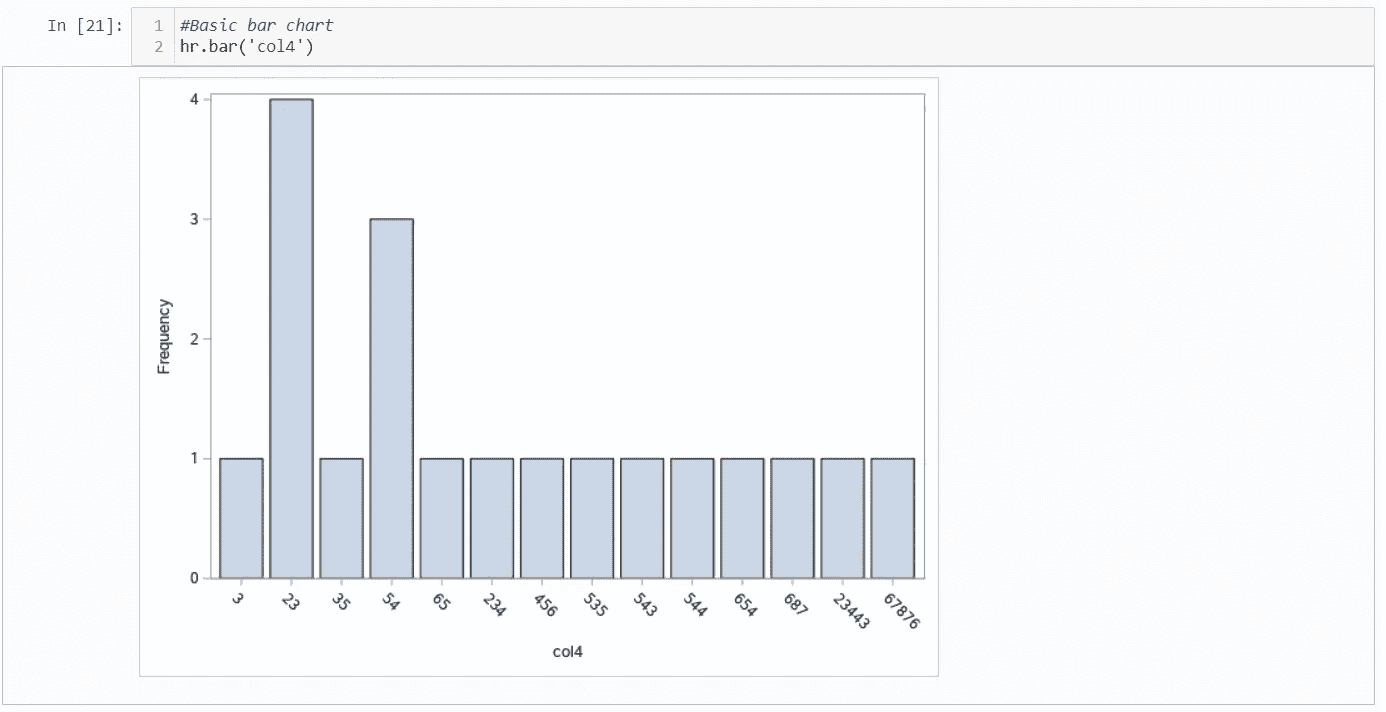 In [21]:
1 #Basic bar chart
2 hr.bar('col4')
4
3
2
1
0
Frequency
3 23 35 54 65 234 456 535 543 544 654 687 23443 67876
col4